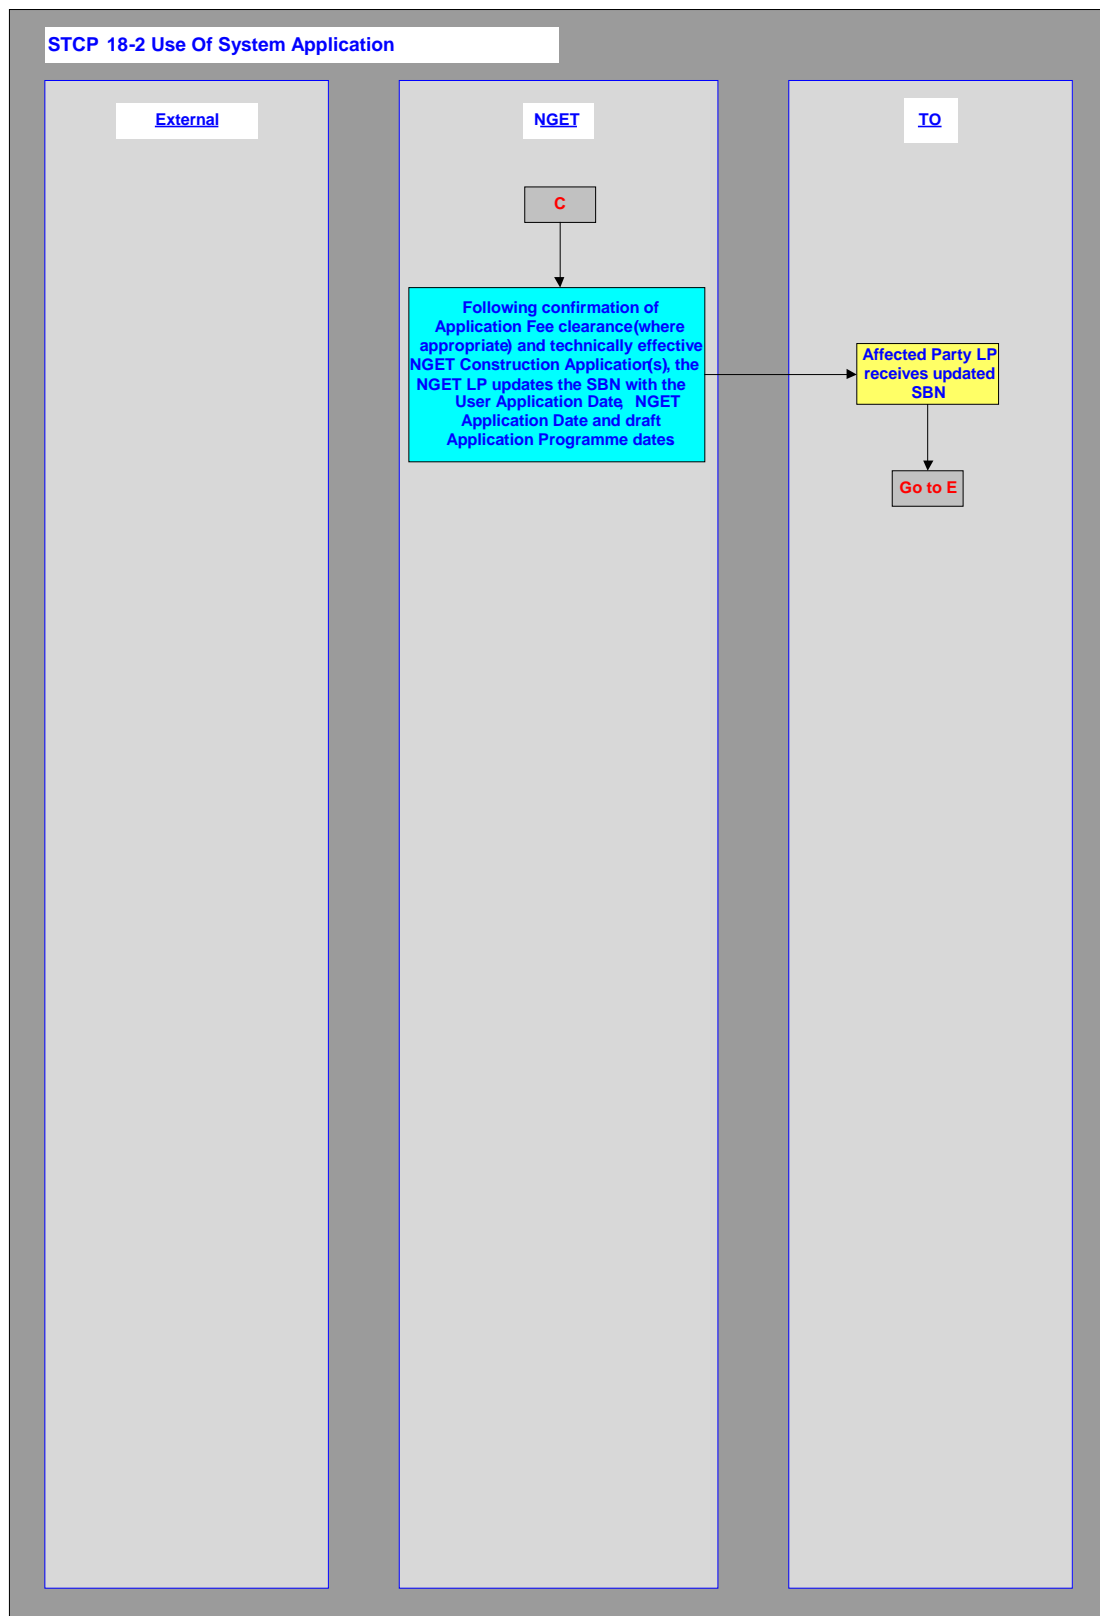 STCP 18-2 Use Of System Application
External
NGET
TO
C
Following confirmation of
Application Fee clearance (where
appropriate) and technically effective
NGET Construction Application(s), the
NGET LP updates the SBN with the
User Application Date, NGET
Application Date and draft
Application Programme dates
Affected Party LP
receives updated
SBN
Go to E